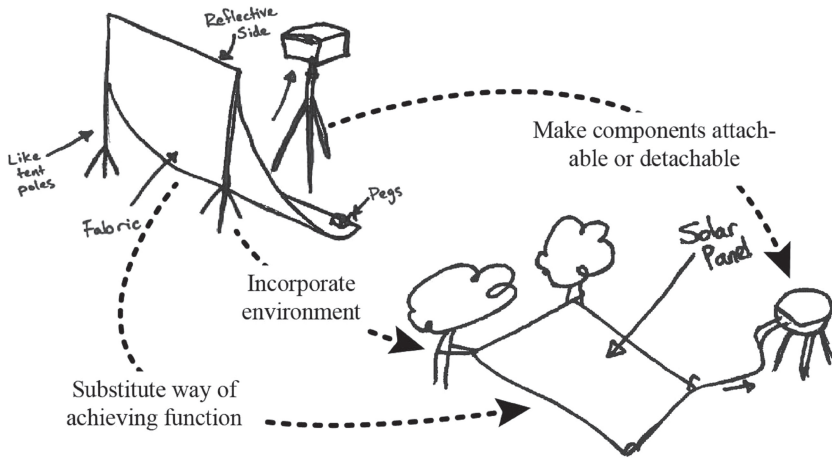 Reflective
Side
Like
tent
poles
Fabric
Pegs
Make components attach-
able or detachable
Incorporate
environment
Solar
Panel
Substitute way of
achieving function